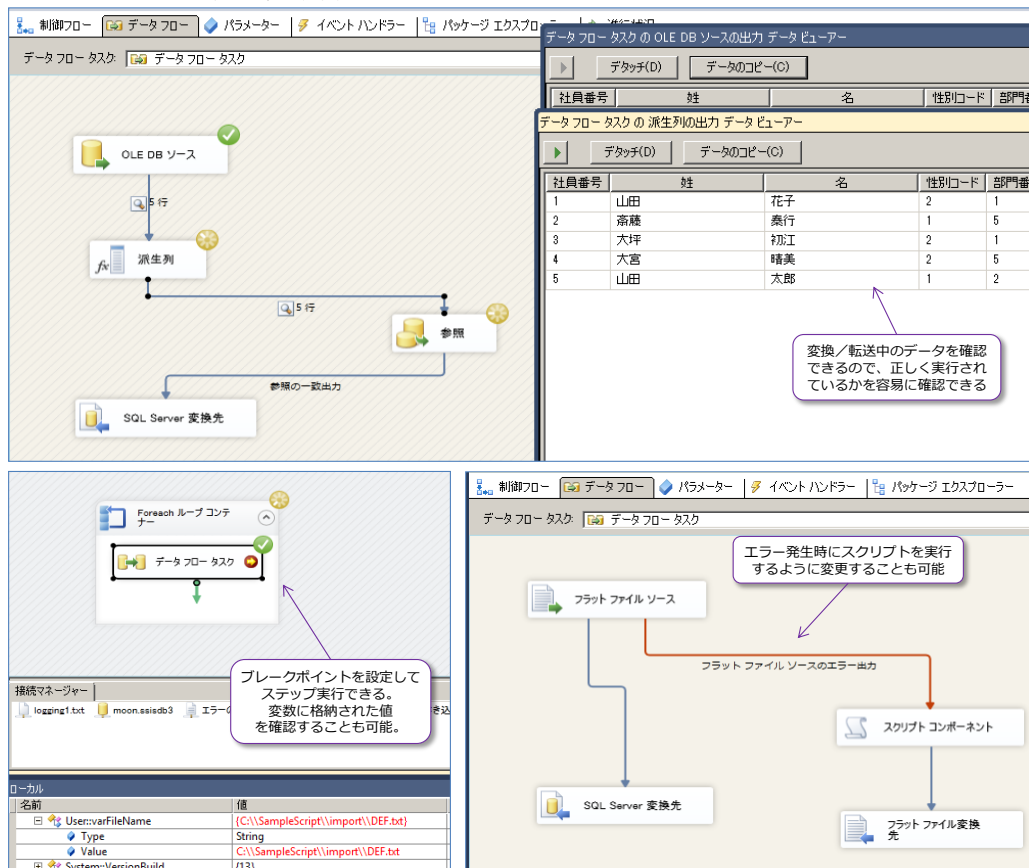 制御フロー データ フロー パラメーター イベント ハンドラー パッケージ エクスプローラー 進行状況
データ フロー タスク: データ フロー タスク
OLE DB ソース
5 行
派生列
5 行
参照
参照の一致出力
SQL Server 変換先
データ フロー タスク の OLE DB ソースの出力 データ ビューアー
デタッチ(D) データのコピー(C)
社員番号 姓 名 性別コード 部門
データ フロー タスク の 派生列の出力 データ ビューアー
デタッチ(D) データのコピー(C)
社員番号 姓 名 性別コード 部門番
1 山田 花子 2 1
2 斎藤 奏行 1 5
3 大坪 初江 2 1
4 大宮 晴美 2 5
5 山田 太郎 1 2
変換／転送中のデータを確認
できるので、正しく実行され
ているかを容易に確認できる
Foreach ループ コンテ
ナー
データ フロー タスク
ブレークポイントを設定して
ステップ実行できる。
変数に格納された値
を確認することも可能。
接続マネージャー
logging1.txt moon.ssisdb3 エラーの き込
ローカル
名前 値
User::varFileName {C:\\SampleScript\\import\\DEF.txt}
Type String
Value C:\\SampleScript\\import\\DEF.txt
System::VersionBuild {13}
制御フロー データ フロー パラメーター イベント ハンドラー パッケージ エクスプローラー
データ フロー タスク: データ フロー タスク
エラー発生時にスクリプトを実行
するように変更することも可能
フラット ファイル ソース
フラット ファイル ソースのエラー出力
スクリプト コンポーネント
SQL Server 変換先
フラット ファイル変換
先